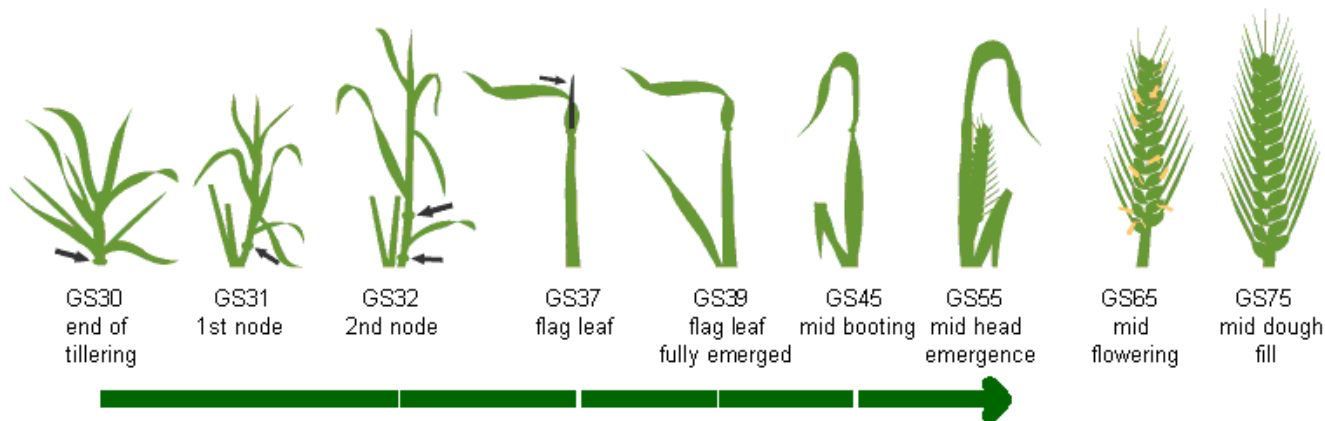 GS30
end of
tillering
GS31
1st node
GS32
2nd node
GS37
flag leaf
GS39
flag leaf
fully emerged
GS45
mid booting
GS55
mid head
emergence
GS65
mid
flowering
GS75
mid dough
fill